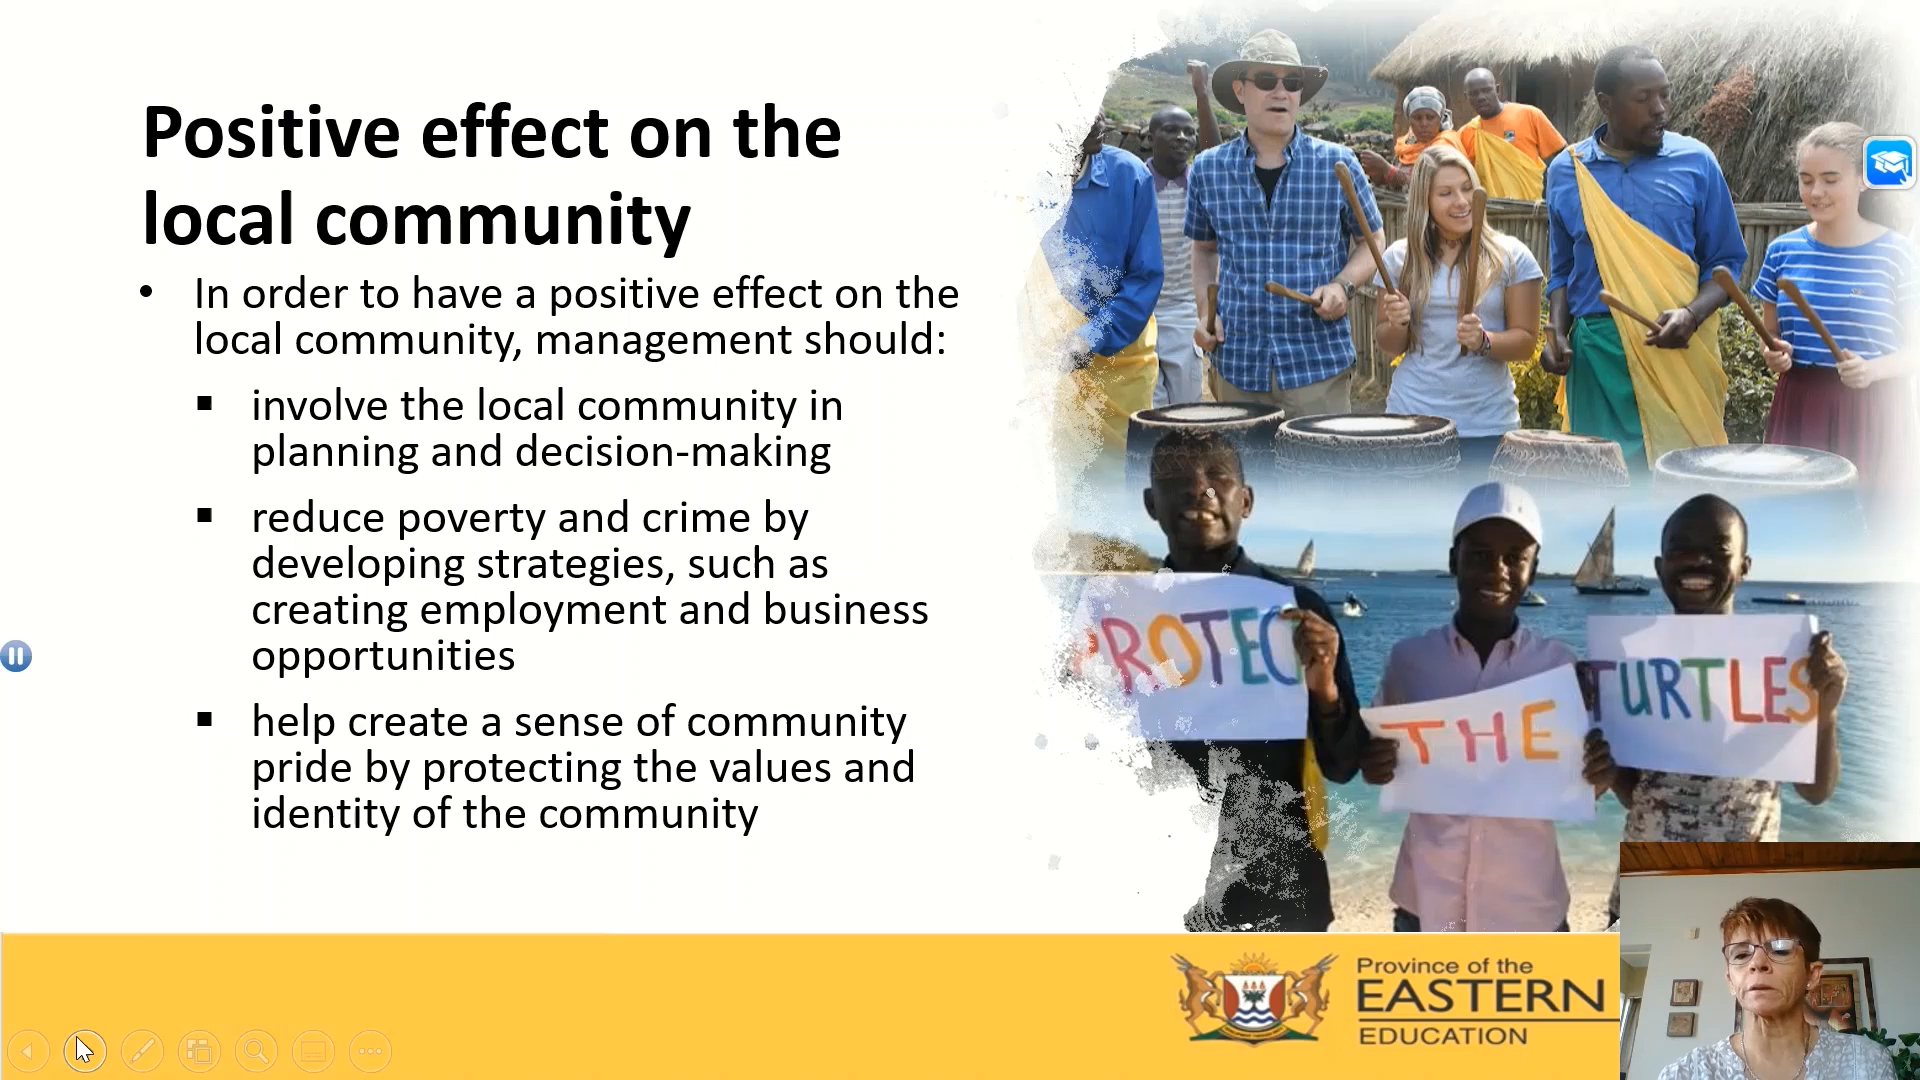 Positive effect on the
local community
• In order to have a positive effect on the
local community, management should:
▪ involve the local community in
planning and decision-making
▪ reduce poverty and crime by
developing strategies, such as
creating employment and business
opportunities
▪ help create a sense of community
pride by protecting the values and
identity of the community
PROTEC
THE
TURTLES
Province of the
EASTERN
EDUCATION